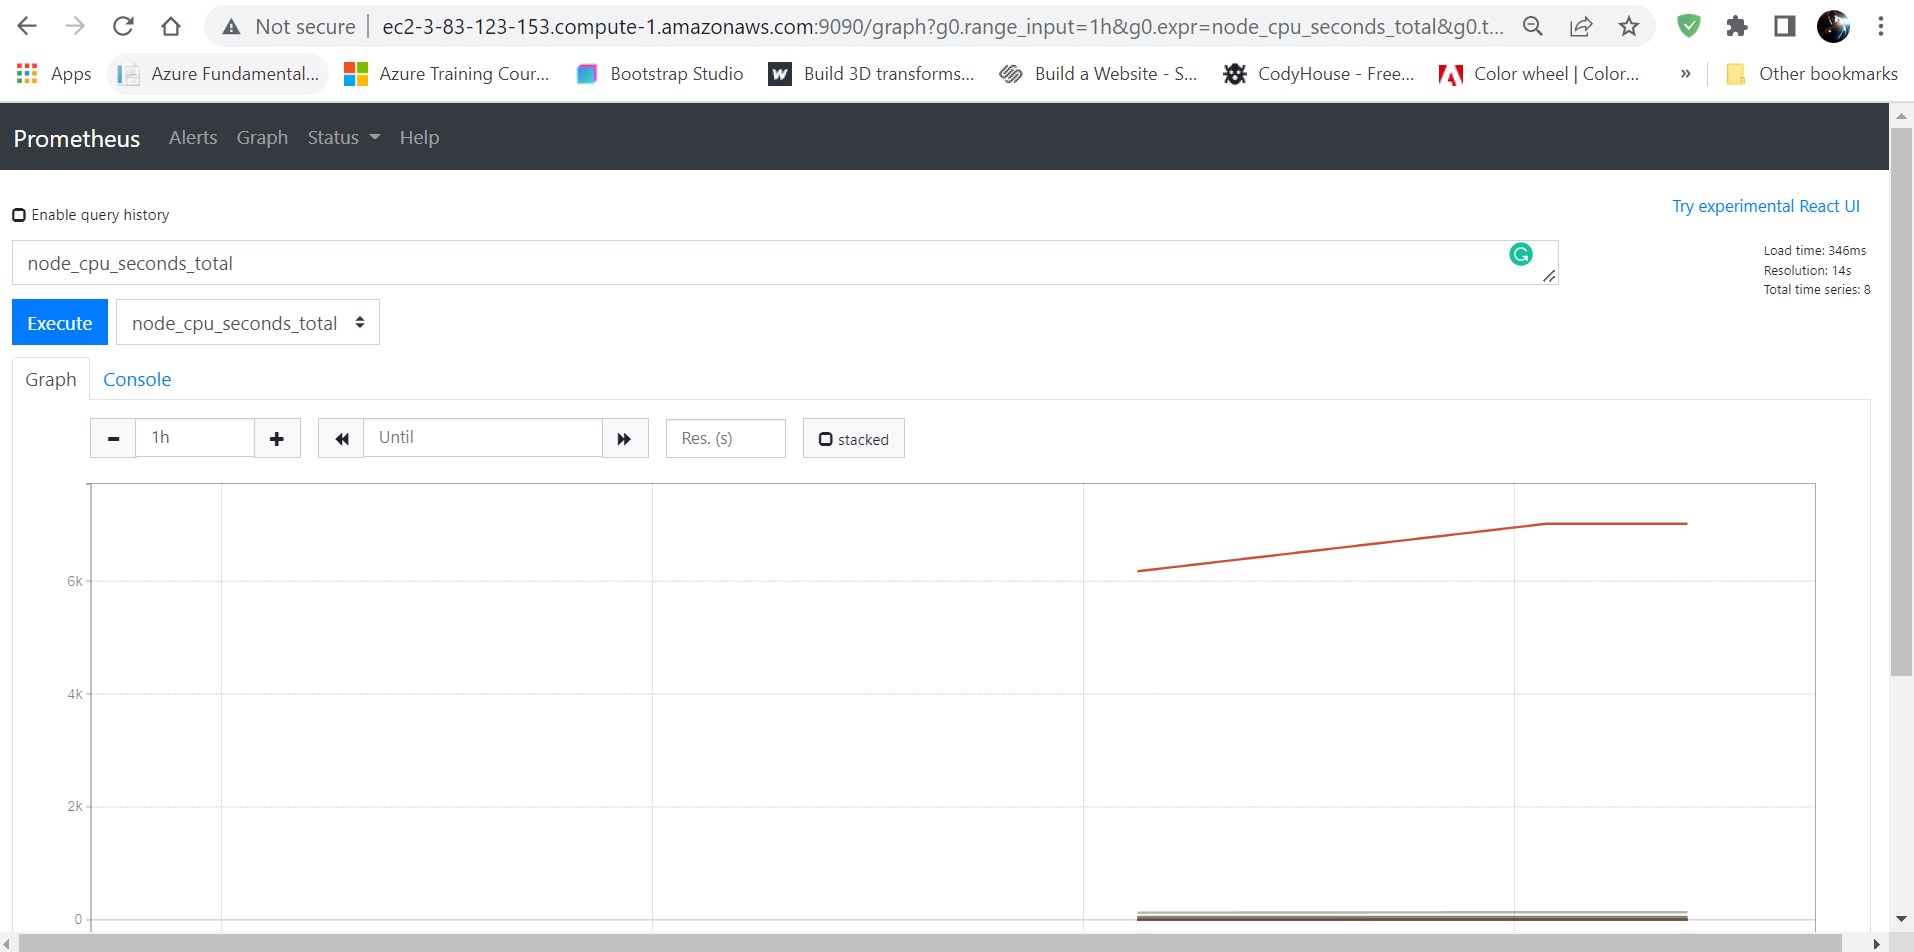 Not secure ec2-3-83-123-153.compute-1.amazonaws.com:9090/graph?g0.range_input=1h&g0.expr=node_cpu_seconds_total&g0.t...
Apps Azure Fundamental... Azure Training Cour... Bootstrap Studio Build 3D transforms... Build a Website - S... CodyHouse - Free... Color wheel | Color... » Other bookmarks
Prometheus Alerts Graph Status Help
Enable query history
Try experimental React UI
node_cpu_seconds_total
Load time: 346ms
Resolution: 14s
Total time series: 8
Execute node_cpu_seconds_total
Graph Console
1h Until Res. (s) stacked
6k
4k
2k
0